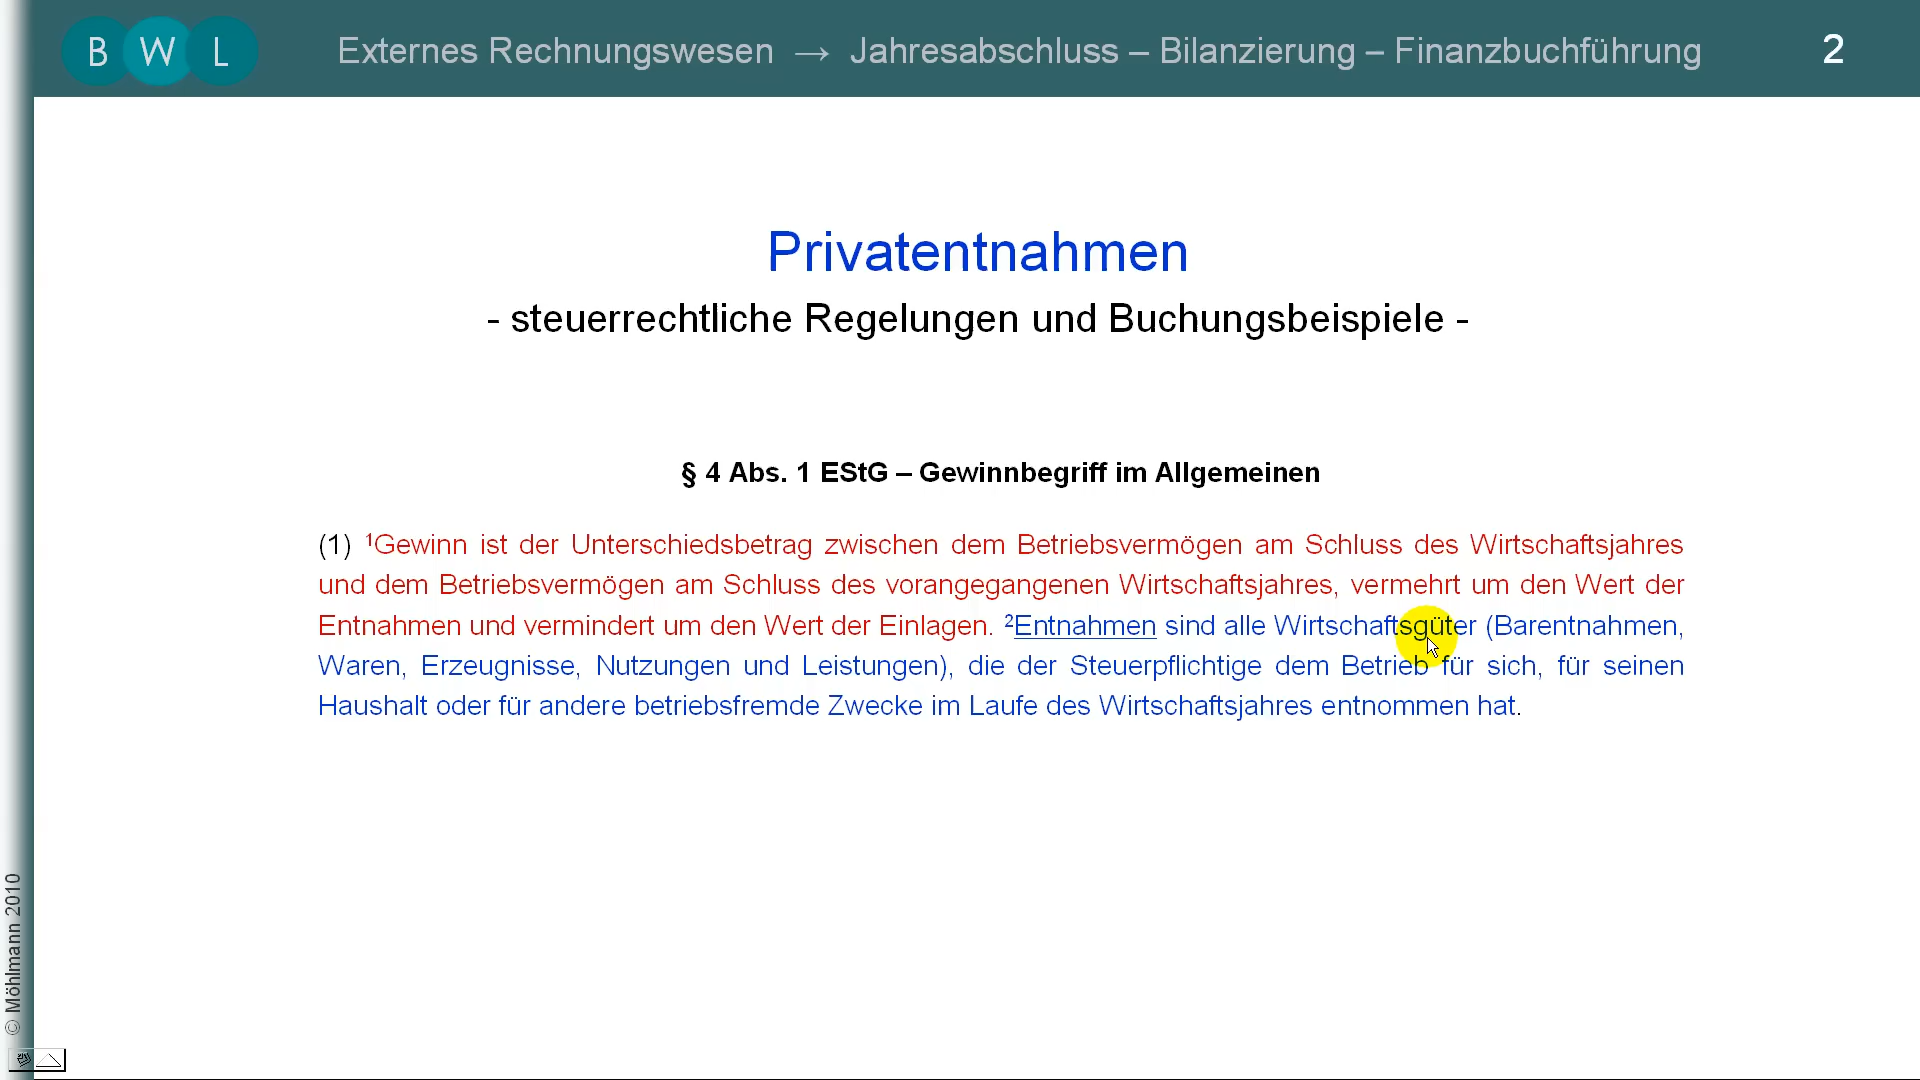 B W L
Externes Rechnungswesen → Jahresabschluss – Bilanzierung – Finanzbuchführung
2
Privatentnahmen
- steuerrechtliche Regelungen und Buchungsbeispiele -
§ 4 Abs. 1 EStG – Gewinnbegriff im Allgemeinen
(1) ¹Gewinn ist der Unterschiedsbetrag zwischen dem Betriebsvermögen am Schluss des Wirtschaftsjahres
und dem Betriebsvermögen am Schluss des vorangegangenen Wirtschaftsjahres, vermehrt um den Wert der
Entnahmen und vermindert um den Wert der Einlagen. ²Entnahmen sind alle Wirtschaftsgüter (Barentnahmen,
Waren, Erzeugnisse, Nutzungen und Leistungen), die der Steuerpflichtige dem Betrieb für sich, für seinen
Haushalt oder für andere betriebsfremde Zwecke im Laufe des Wirtschaftsjahres entnommen hat.
© Möhlmann 2010